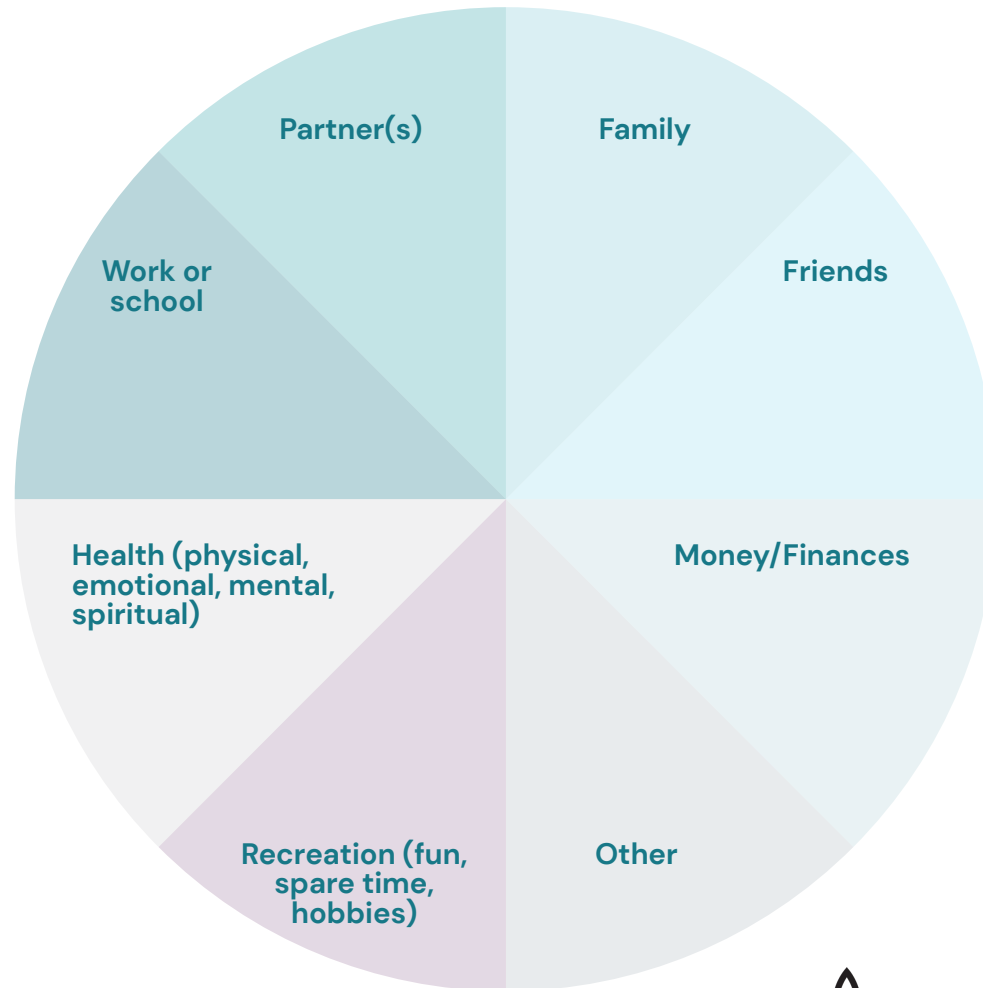 Partner(s)
Family
Work or
school
Friends
Health (physical,
emotional, mental,
spiritual)
Money/Finances
Recreation (fun,
spare time,
hobbies)
Other